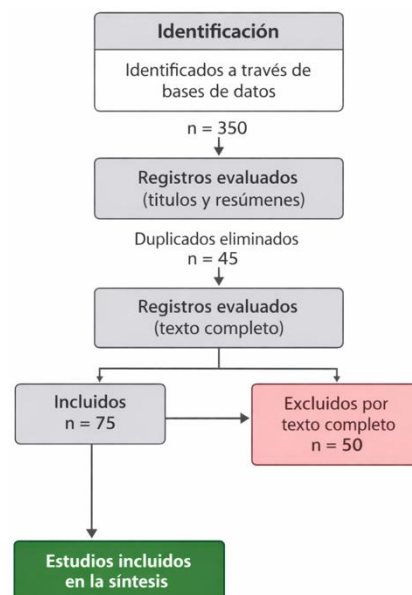 Identificación
Identificados a través de
bases de datos
n = 350
Registros evaluados
(titulos y resúmenes)
Duplicados eliminados
n = 45
Registros evaluados
(texto completo)
Incluidos
n = 75
Excluidos por
texto completo
n = 50
Estudios incluidos
en la síntesis